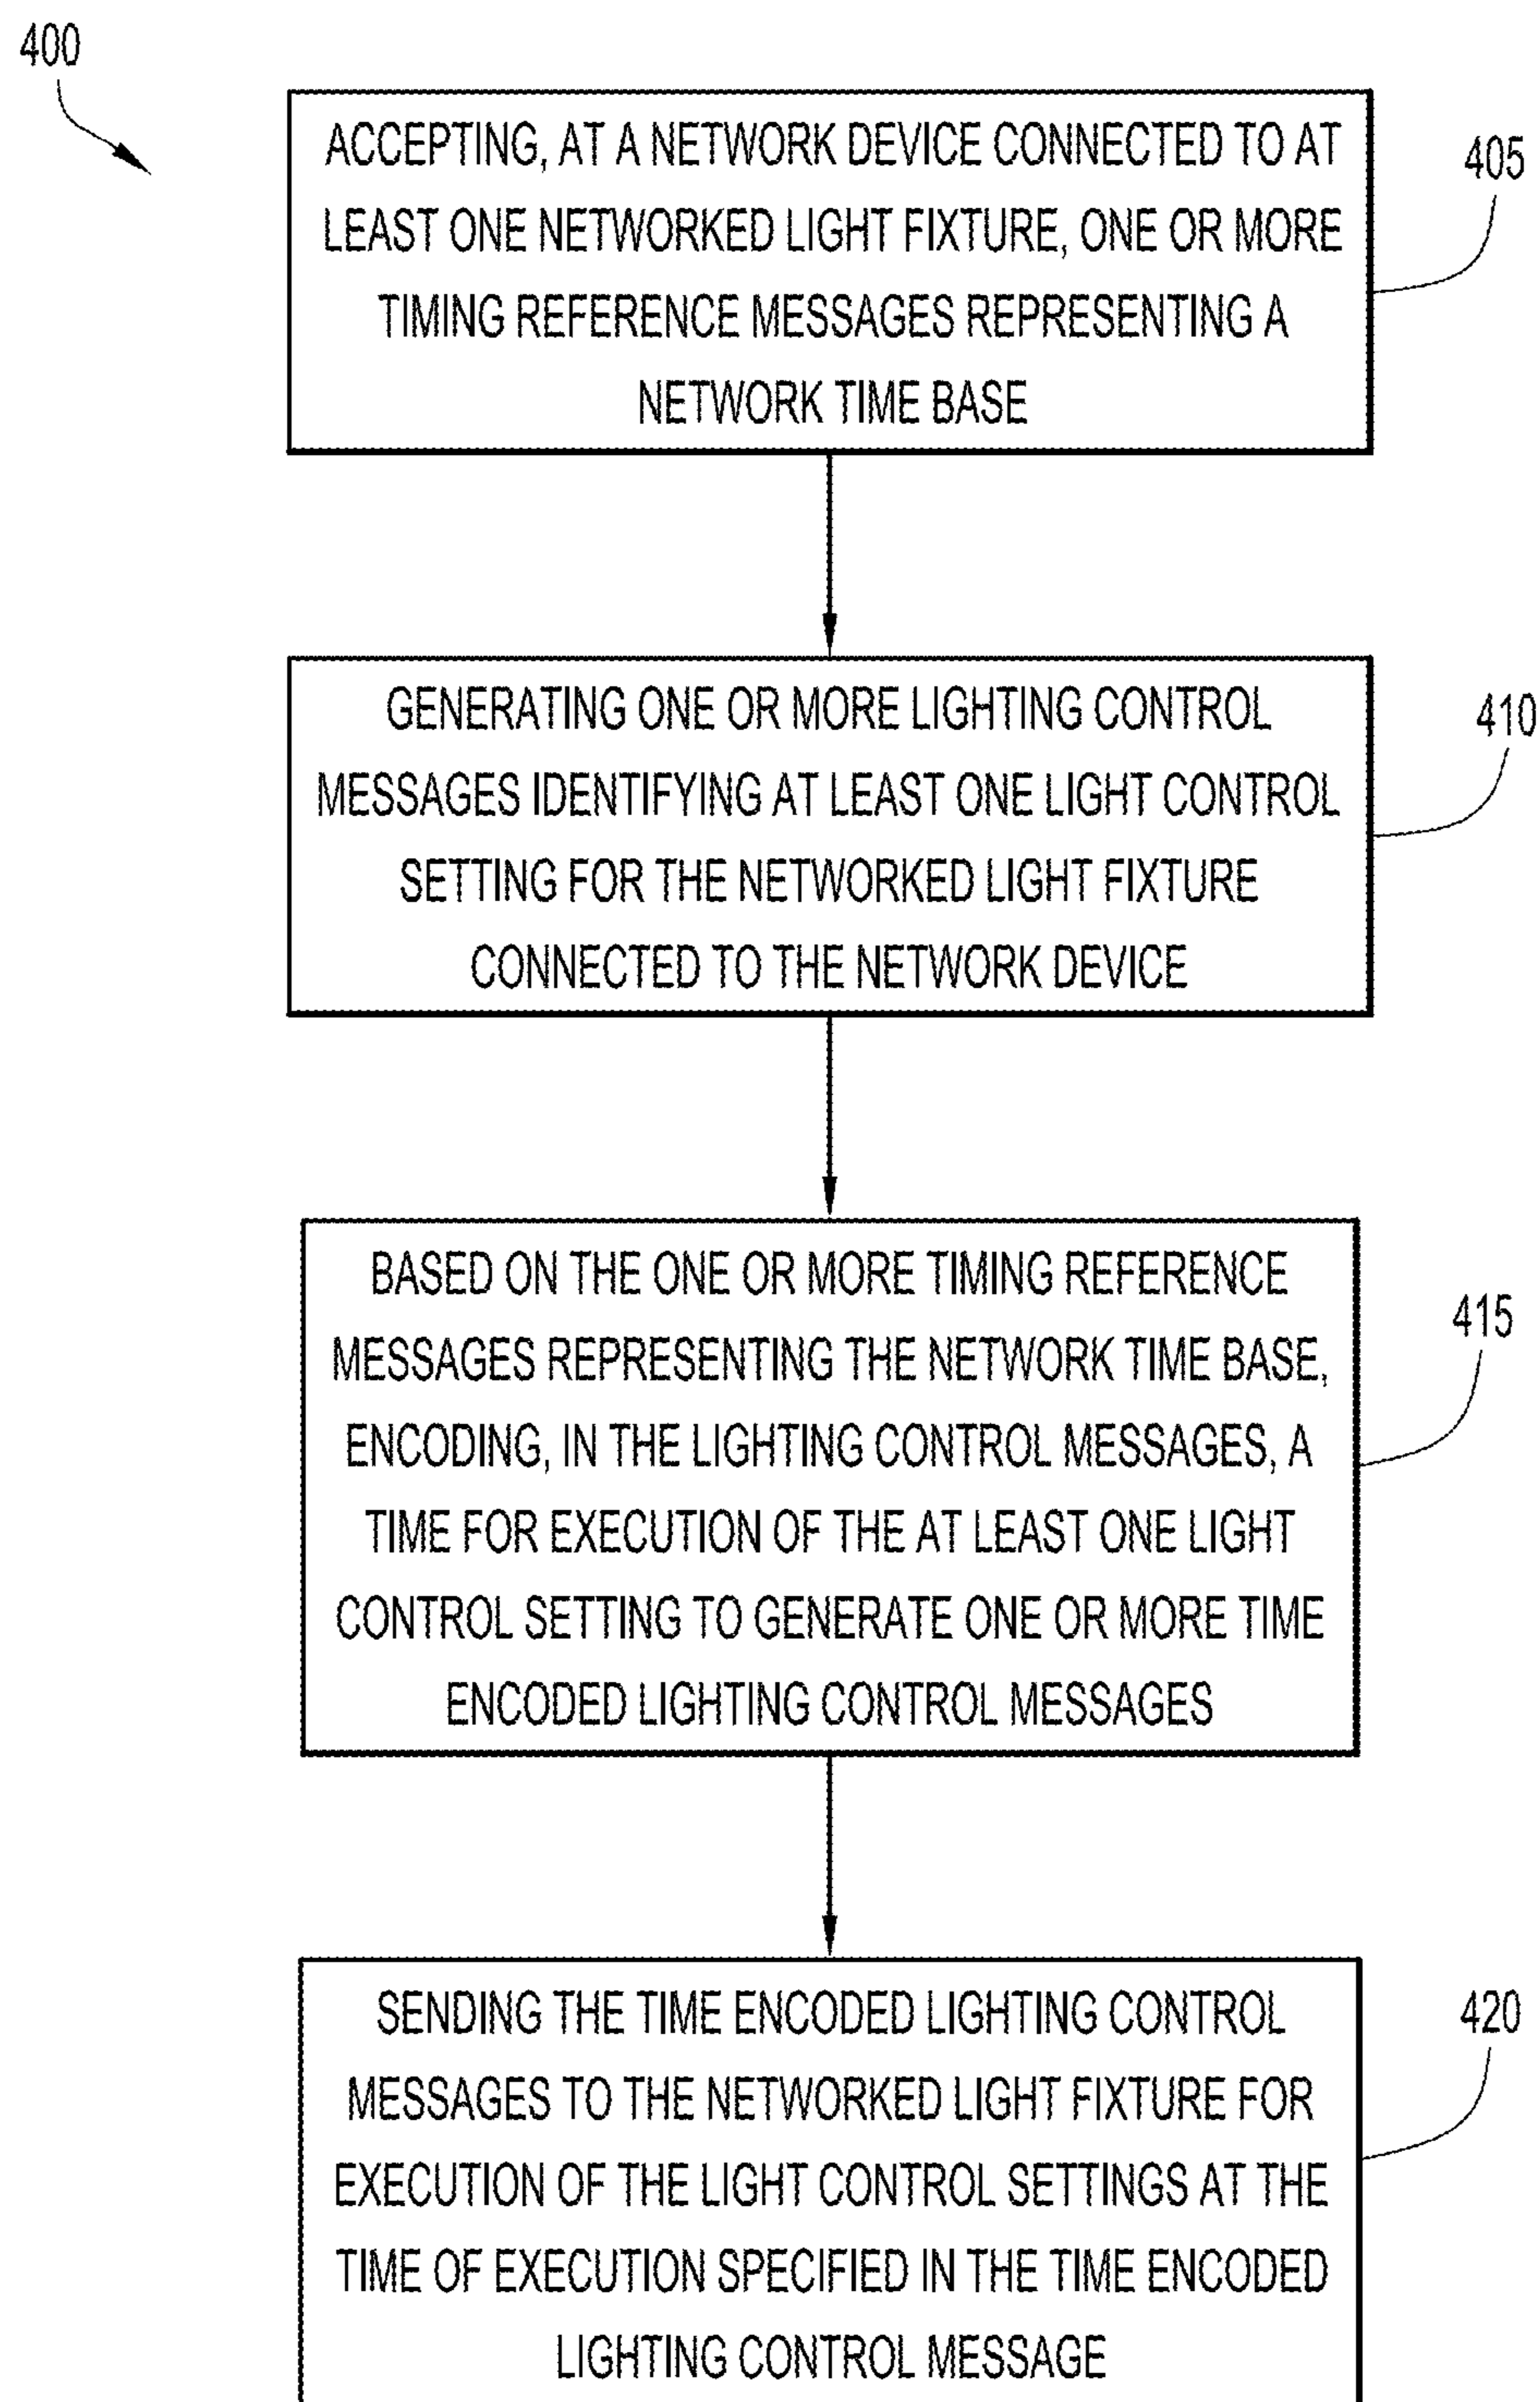 400
ACCEPTING, AT A NETWORK DEVICE CONNECTED TO AT
LEAST ONE NETWORKED LIGHT FIXTURE, ONE OR MORE
TIMING REFERENCE MESSAGES REPRESENTING A
NETWORK TIME BASE
405
GENERATING ONE OR MORE LIGHTING CONTROL
MESSAGES IDENTIFYING AT LEAST ONE LIGHT CONTROL
SETTING FOR THE NETWORKED LIGHT FIXTURE
CONNECTED TO THE NETWORK DEVICE
410
BASED ON THE ONE OR MORE TIMING REFERENCE
MESSAGES REPRESENTING THE NETWORK TIME BASE,
ENCODING, IN THE LIGHTING CONTROL MESSAGES, A
TIME FOR EXECUTION OF THE AT LEAST ONE LIGHT
CONTROL SETTING TO GENERATE ONE OR MORE TIME
ENCODED LIGHTING CONTROL MESSAGES
415
SENDING THE TIME ENCODED LIGHTING CONTROL
MESSAGES TO THE NETWORKED LIGHT FIXTURE FOR
EXECUTION OF THE LIGHT CONTROL SETTINGS AT THE
TIME OF EXECUTION SPECIFIED IN THE TIME ENCODED
LIGHTING CONTROL MESSAGE
420